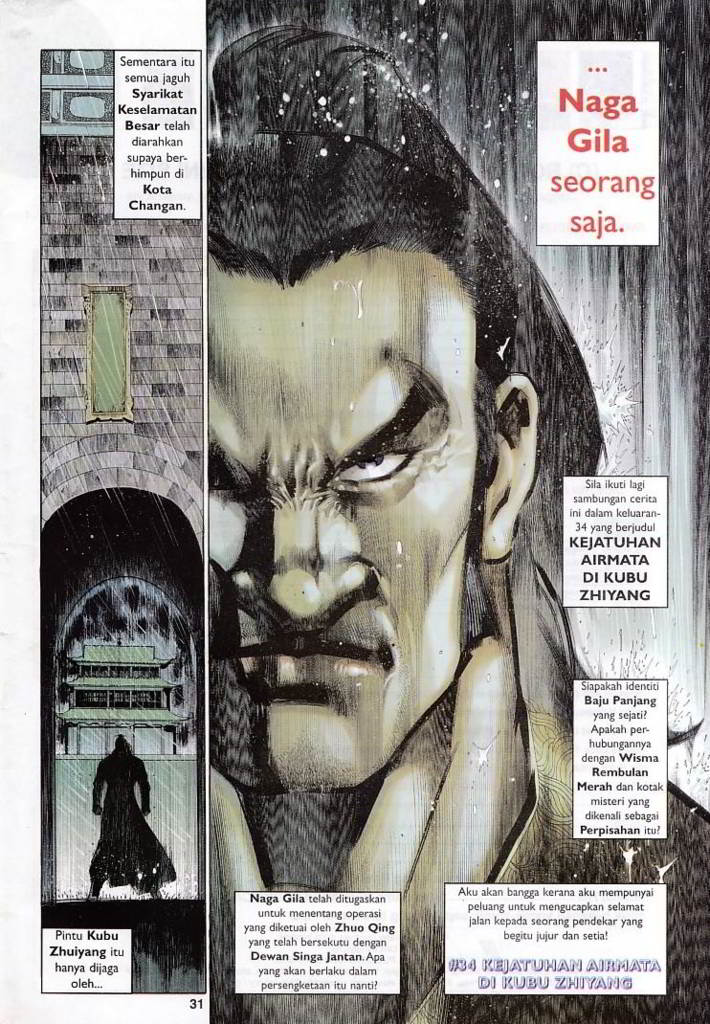 Sementara itu
semua jaguh
Syarikat
Keselamatan
Besar telah
diarahkan
supaya ber-
himpun di
Kota
Changan.
Pintu Kubu
Zhuiyang itu
hanya dijaga
oleh...
...
Naga
Gila
seorang
saja.
Sila ikuti lagi
sambungan cerita
ini dalam keluaran-
34 yang berjudul
KEJATUHAN
AIRMATA
DI KUBU
ZHIYANG
Siapakah identiti
Baju Panjang
yang sejati?
Apakah per-
hubungannya
dengan Wisma
Rembulan
Merah dan kotak
misteri yang
dikenali sebagai
Perpisahan itu?
Naga Gila telah ditugaskan
untuk menentang operasi
yang diketuai oleh Zhuo Qing
yang telah bersekutu dengan
Dewan Singa Jantan. Apa
yang akan berlaku dalam
persengketaan itu nanti?
Aku akan bangga kerana aku mempunyai
peluang untuk mengucapkan selamat
jalan kepada seorang pendekar yang
begitu jujur dan setia!
#34 KEJATUHAN AIRMATA
DI KUBU ZHIYANG
31